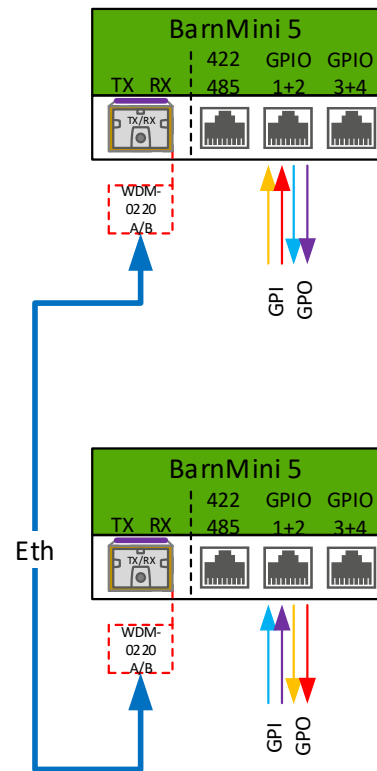 BarnMini 5
422 GPIO GPIO
TX RX 485 1+2 3+4
TX/RX
WDM-
0220
A/B
GPI
GPO
BarnMini 5
422 GPIO GPIO
TX RX 485 1+2 3+4
TX/RX
Eth
WDM-
0220
A/B
GPI
GPO